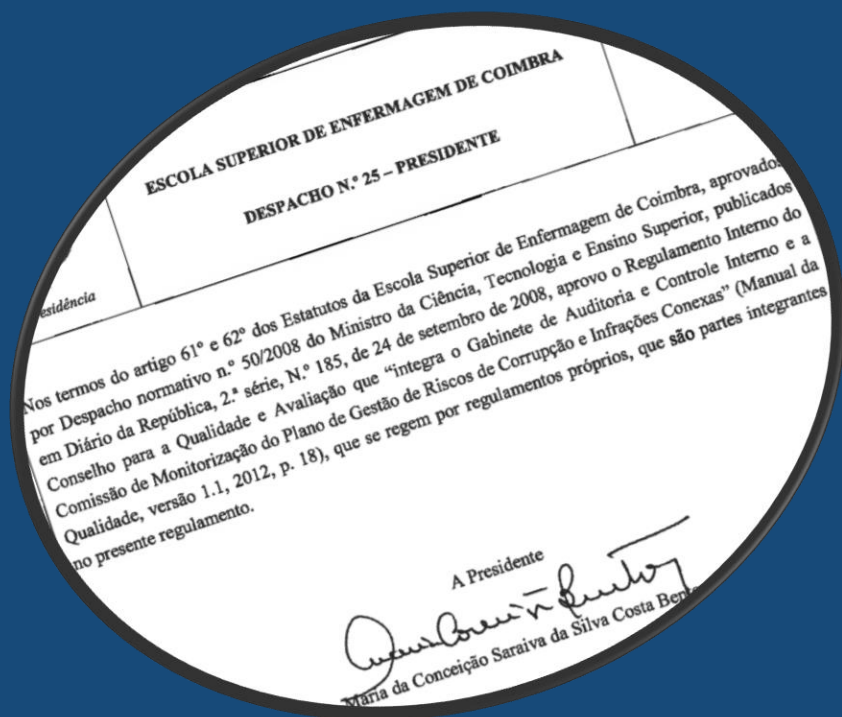 ESCOLA SUPERIOR DE ENFERMAGEM DE COIMBRA
DESPACHO N.º 25 – PRESIDENTE
Nos termos do artigo 61º e 62º dos Estatutos da Escola Superior de Enfermagem de Coimbra, aprovados
por Despacho normativo n.º 50/2008 do Ministro da Ciência, Tecnologia e Ensino Superior, publicados
em Diário da República, 2.ª série, N.º 185, de 24 de setembro de 2008, aprovo o Regulamento Interno do
Conselho para a Qualidade e Avaliação que “integra o Gabinete de Auditoria e Controle Interno e a
Comissão de Monitorização do Plano de Gestão de Riscos de Corrupção e Infrações Conexas” (Manual da
Qualidade, versão 1.1, 2012, p. 18), que se regem por regulamentos próprios, que são partes integrantes
no presente regulamento.
A Presidente
Maria da Conceição Saraiva da Silva Costa